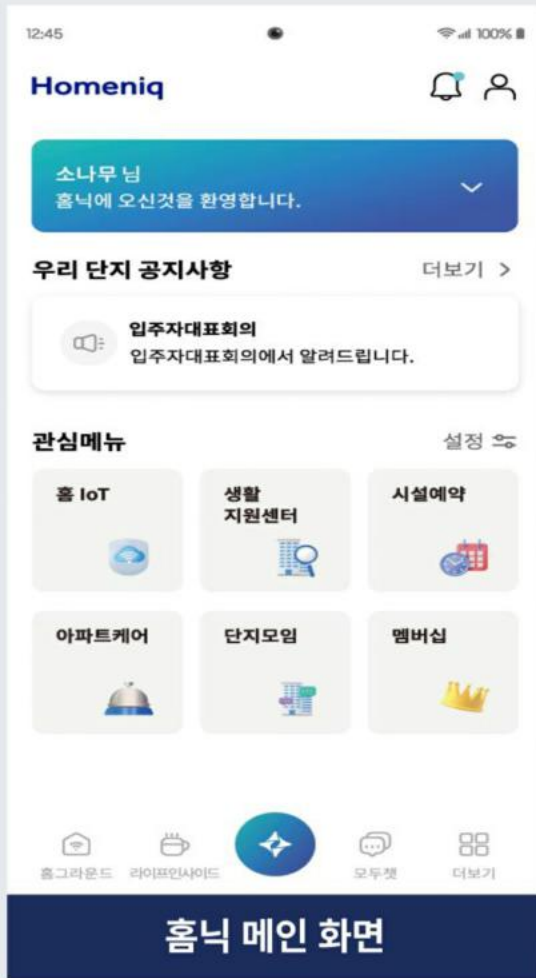 12:45
100%
Homeniq
소나무 님
홈닉에 오신것을 환영합니다.
우리 단지 공지사항
더보기 >
입주자대표회의
입주자대표회의에서 알려드립니다.
관심메뉴
설정
홈 IoT
생활
지원센터
시설예약
아파트케어
단지모임
멤버십
홈그라운드
라이프인사이드
모두챗
더보기
홈닉 메인 화면